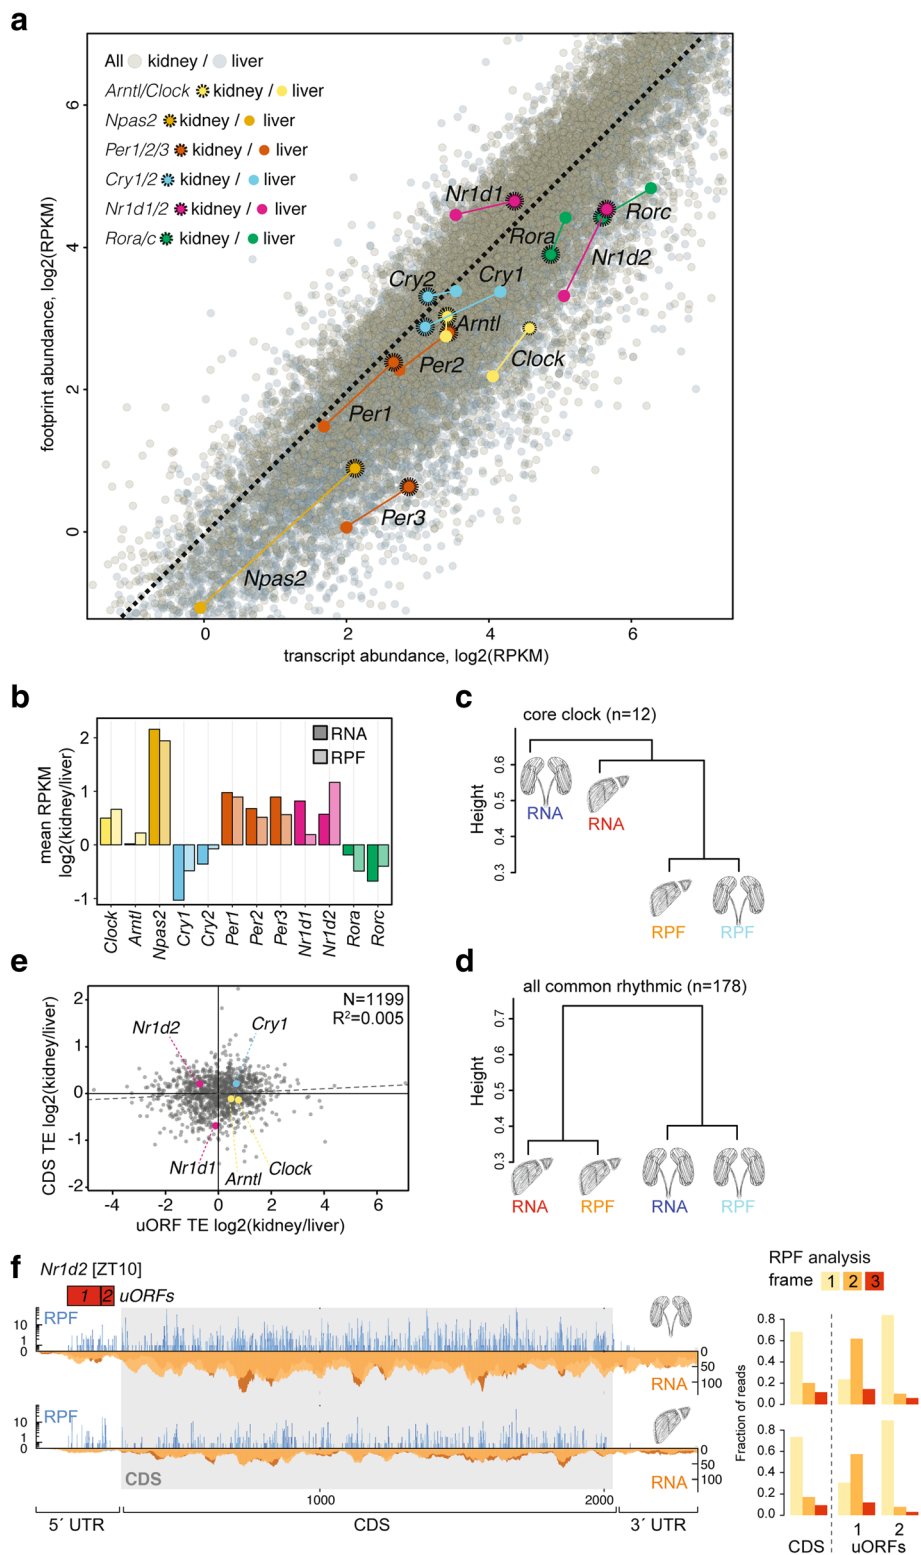 a
All kidney / liver
Arntl/Clock kidney / liver
Npas2 kidney / liver
Per1/2/3 kidney / liver
Cry1/2 kidney / liver
Nr1d1/2 kidney / liver
Rora/c kidney / liver
Nr1d1
Rorc
Rora
Nr1d2
Cry2
Cry1
Arntl
Per2
Clock
Per1
Per3
Npas2
6
4
2
0
footprint abundance, log2(RPKM)
0 2 4 6
transcript abundance, log2(RPKM)
b
RNA
RPF
2
1
0
-1
mean RPKM
log2(kidney/liver)
Clock
Arntl
Npas2
Cry1
Cry2
Per1
Per2
Per3
Nr1d1
Nr1d2
Rora
Rorc
c
core clock (n=12)
Height
0.6
0.5
0.4
0.3
RNA
RNA
RPF
RPF
e
N=1199
R²=0.005
Nr1d2
Cry1
Nr1d1
Arntl
Clock
2
1
0
-1
-2
CDS TE log2(kidney/liver)
-4 -2 0 2 4 6
uORF TE log2(kidney/liver)
d
all common rhythmic (n=178)
Height
0.7
0.6
0.5
0.4
0.3
RNA
RPF
RNA
RPF
f
Nr1d2 [ZT10]
1 2 uORFs
RPF
10
1
0
0
50
100
RNA
RPF
10
1
0
0
50
100
RNA
CDS
1000 2000
5´ UTR CDS 3´ UTR
RPF analysis
frame 1 2 3
Fraction of reads
0.8
0.6
0.4
0.2
0.0
0.8
0.6
0.4
0.2
0.0
1 2
CDS uORFs